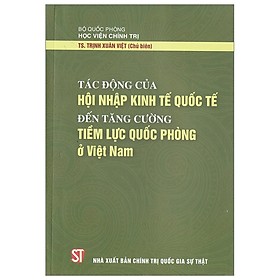 BỘ QUỐC PHÒNG
HỌC VIỆN CHÍNH TRỊ
TS. TRỊNH XUÂN VIỆT (Chủ biên)
TÁC ĐỘNG CỦA
HỘI NHẬP KINH TẾ QUỐC TẾ
ĐẾN TĂNG CƯỜNG
TIỀM LỰC QUỐC PHÒNG
ở Việt Nam
ST
NHÀ XUẤT BẢN CHÍNH TRỊ QUỐC GIA SỰ THẬT